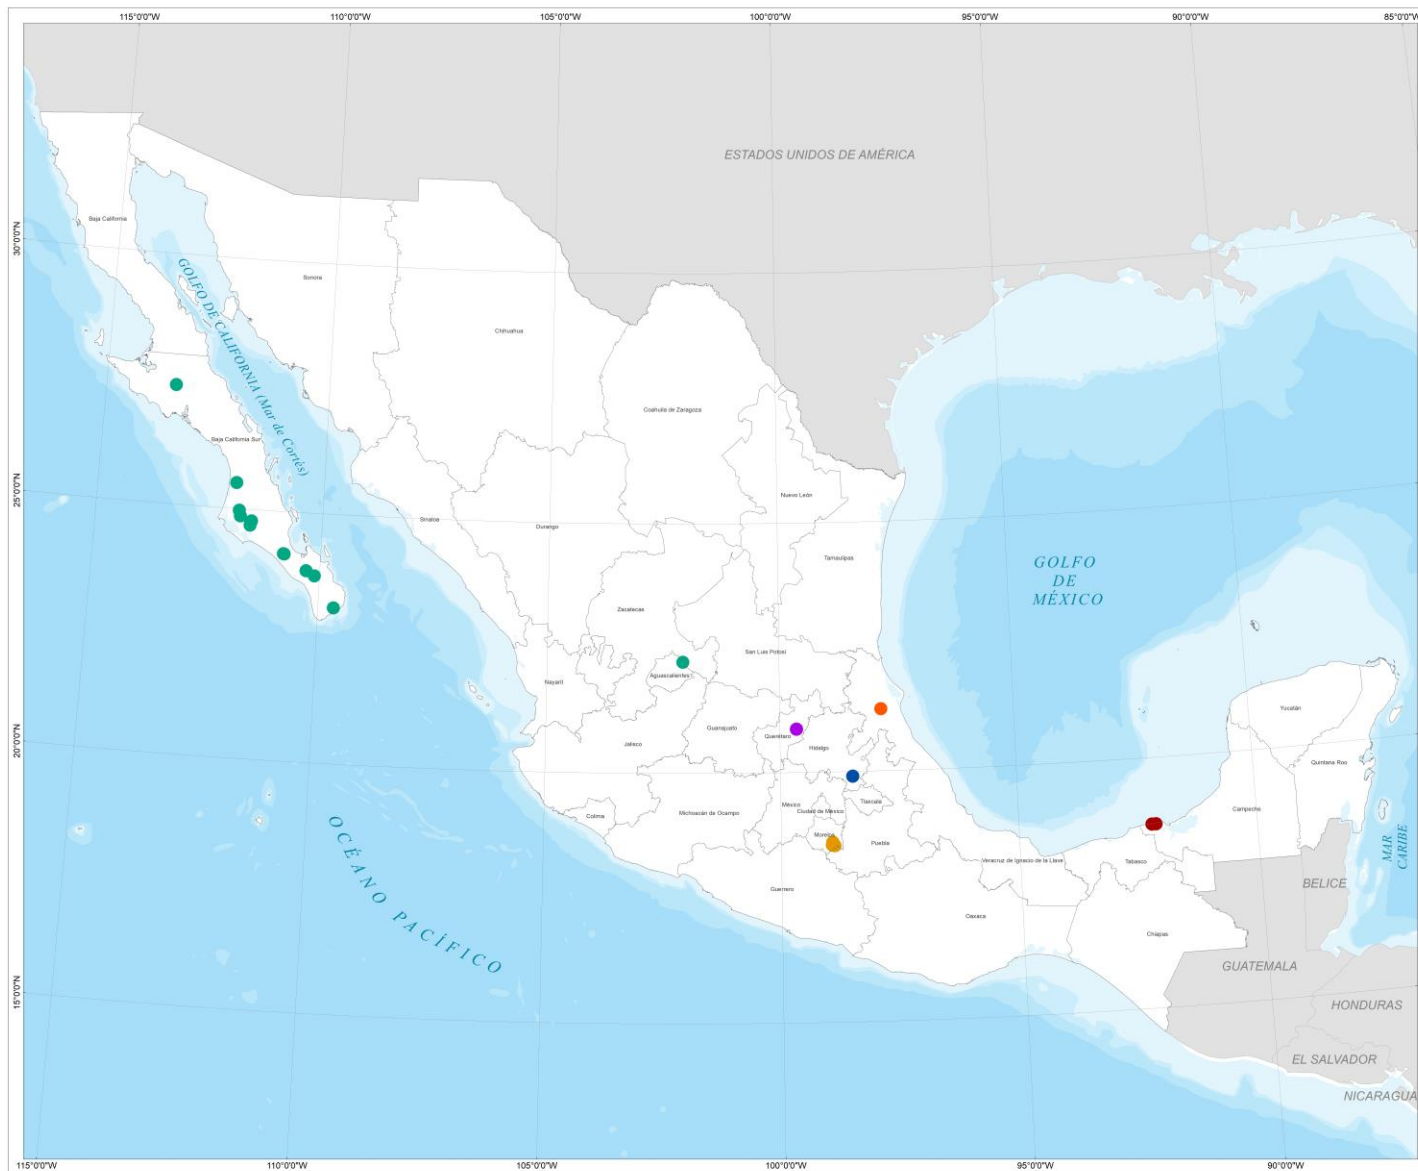 115°0'0"W 110°0'0"W 105°0'0"W 100°0'0"W 95°0'0"W 90°0'0"W 85°0'0"W
ESTADOS UNIDOS DE AMÉRICA
Baja California
30°0'0"N
Sonora
GOLFO DE CALIFORNIA (Mar de Cortés)
Chihuahua
Coahuila de Zaragoza
Baja California Sur
25°0'0"N
Nuevo León
Sinaloa
Durango
Tamaulipas
GOLFO
DE
MÉXICO
Zacatecas
San Luis Potosí
Aguascalientes
Nayarit
Yucatán
Guanajuato
Querétaro
20°0'0"N
Jalisco
Hidalgo
Quintana Roo
México
Tlaxcala
Campeche
Colima
Michoacán de Ocampo
Ciudad de México
Morelos
Puebla
MAR
CARIBE
Veracruz de Ignacio de la Llave
Tabasco
Guerrero
BELICE
OCÉANO PACÍFICO
Oaxaca
Chiapas
GUATEMALA
15°0'0"N
HONDURAS
EL SALVADOR
NICARAGUA
115°0'0"W 110°0'0"W 105°0'0"W 100°0'0"W 95°0'0"W 90°0'0"W